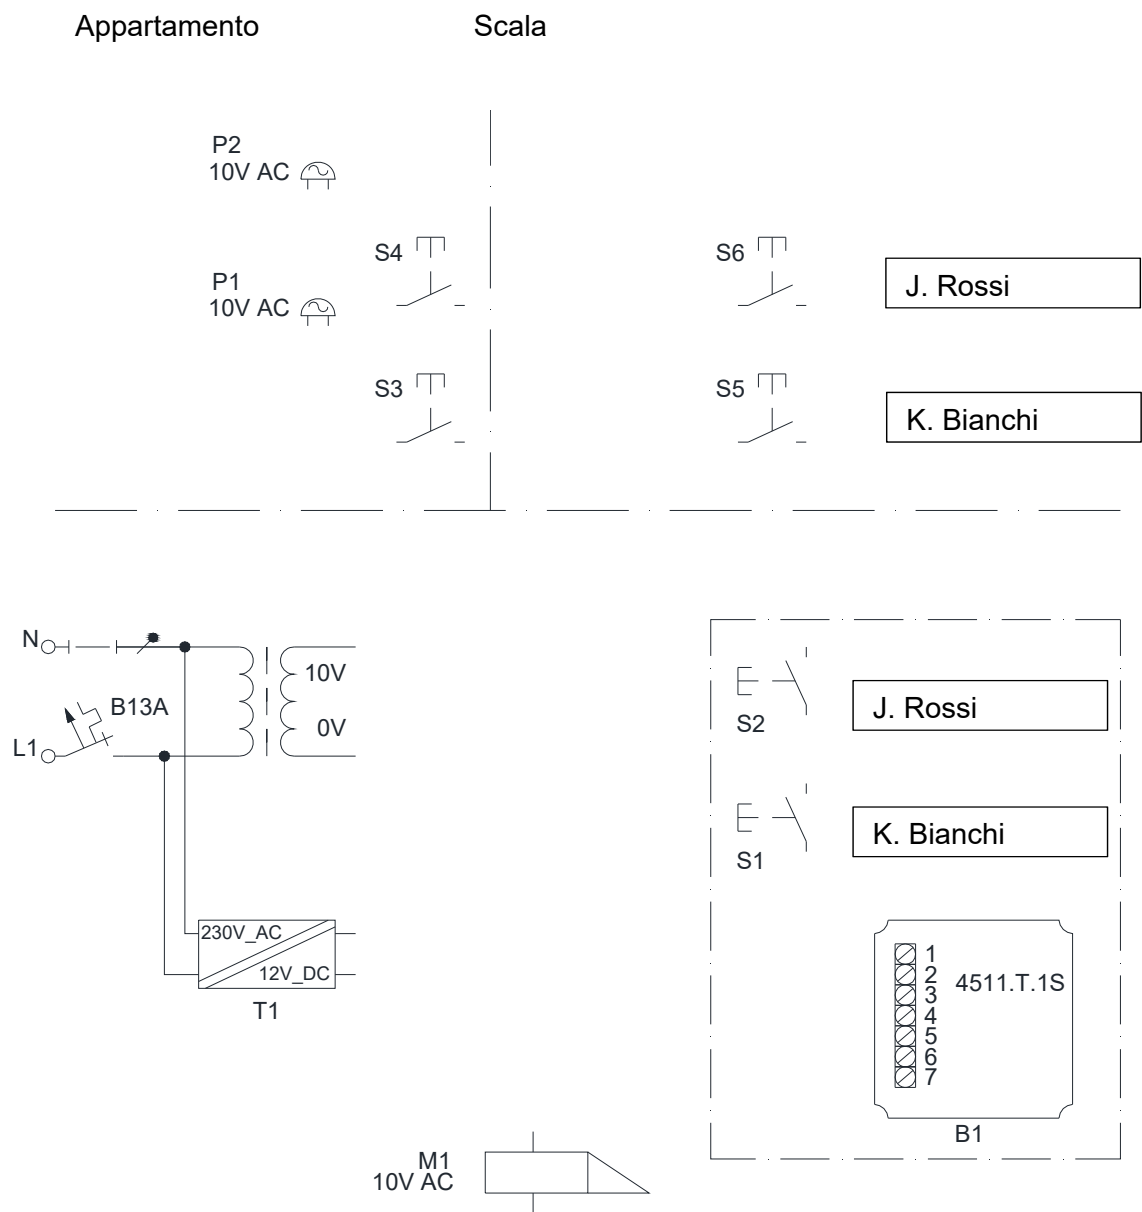 Appartamento Scala
P2
10V AC
S4
S6
P1
10V AC
J. Rossi
S3
S5
K. Bianchi
N
10V
B13A
0V
L1
J. Rossi
S2
K. Bianchi
S1
230V_AC
12V_DC
T1
1
2
3
4
5
6
7
4511.T.1S
B1
M1
10V AC